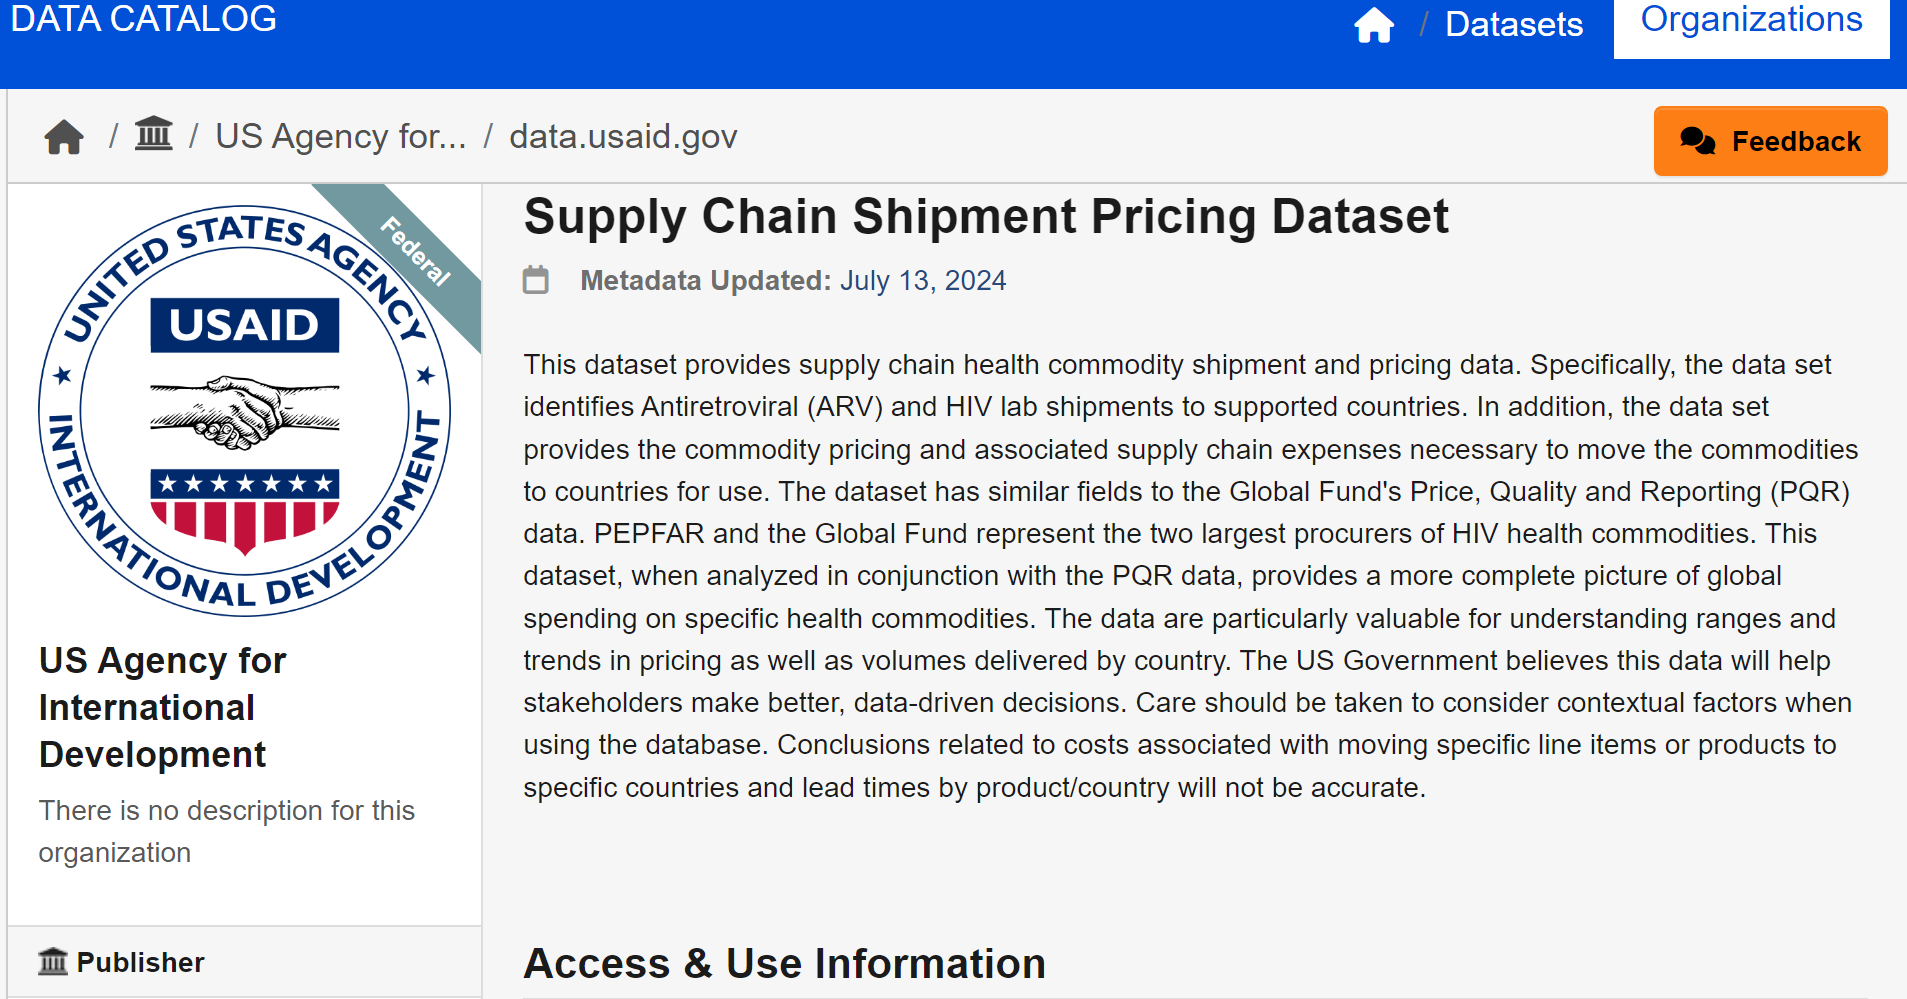 DATA CATALOG
/ Datasets
Organizations
/ / US Agency for... / data.usaid.gov
Feedback
Federal
UNITED STATES AGENCY
USAID
INTERNATIONAL DEVELOPMENT
US Agency for
International
Development
There is no description for this
organization
Publisher
Supply Chain Shipment Pricing Dataset
Metadata Updated: July 13, 2024
This dataset provides supply chain health commodity shipment and pricing data. Specifically, the data set
identifies Antiretroviral (ARV) and HIV lab shipments to supported countries. In addition, the data set
provides the commodity pricing and associated supply chain expenses necessary to move the commodities
to countries for use. The dataset has similar fields to the Global Fund's Price, Quality and Reporting (PQR)
data. PEPFAR and the Global Fund represent the two largest procurers of HIV health commodities. This
dataset, when analyzed in conjunction with the PQR data, provides a more complete picture of global
spending on specific health commodities. The data are particularly valuable for understanding ranges and
trends in pricing as well as volumes delivered by country. The US Government believes this data will help
stakeholders make better, data-driven decisions. Care should be taken to consider contextual factors when
using the database. Conclusions related to costs associated with moving specific line items or products to
specific countries and lead times by product/country will not be accurate.
Access & Use Information